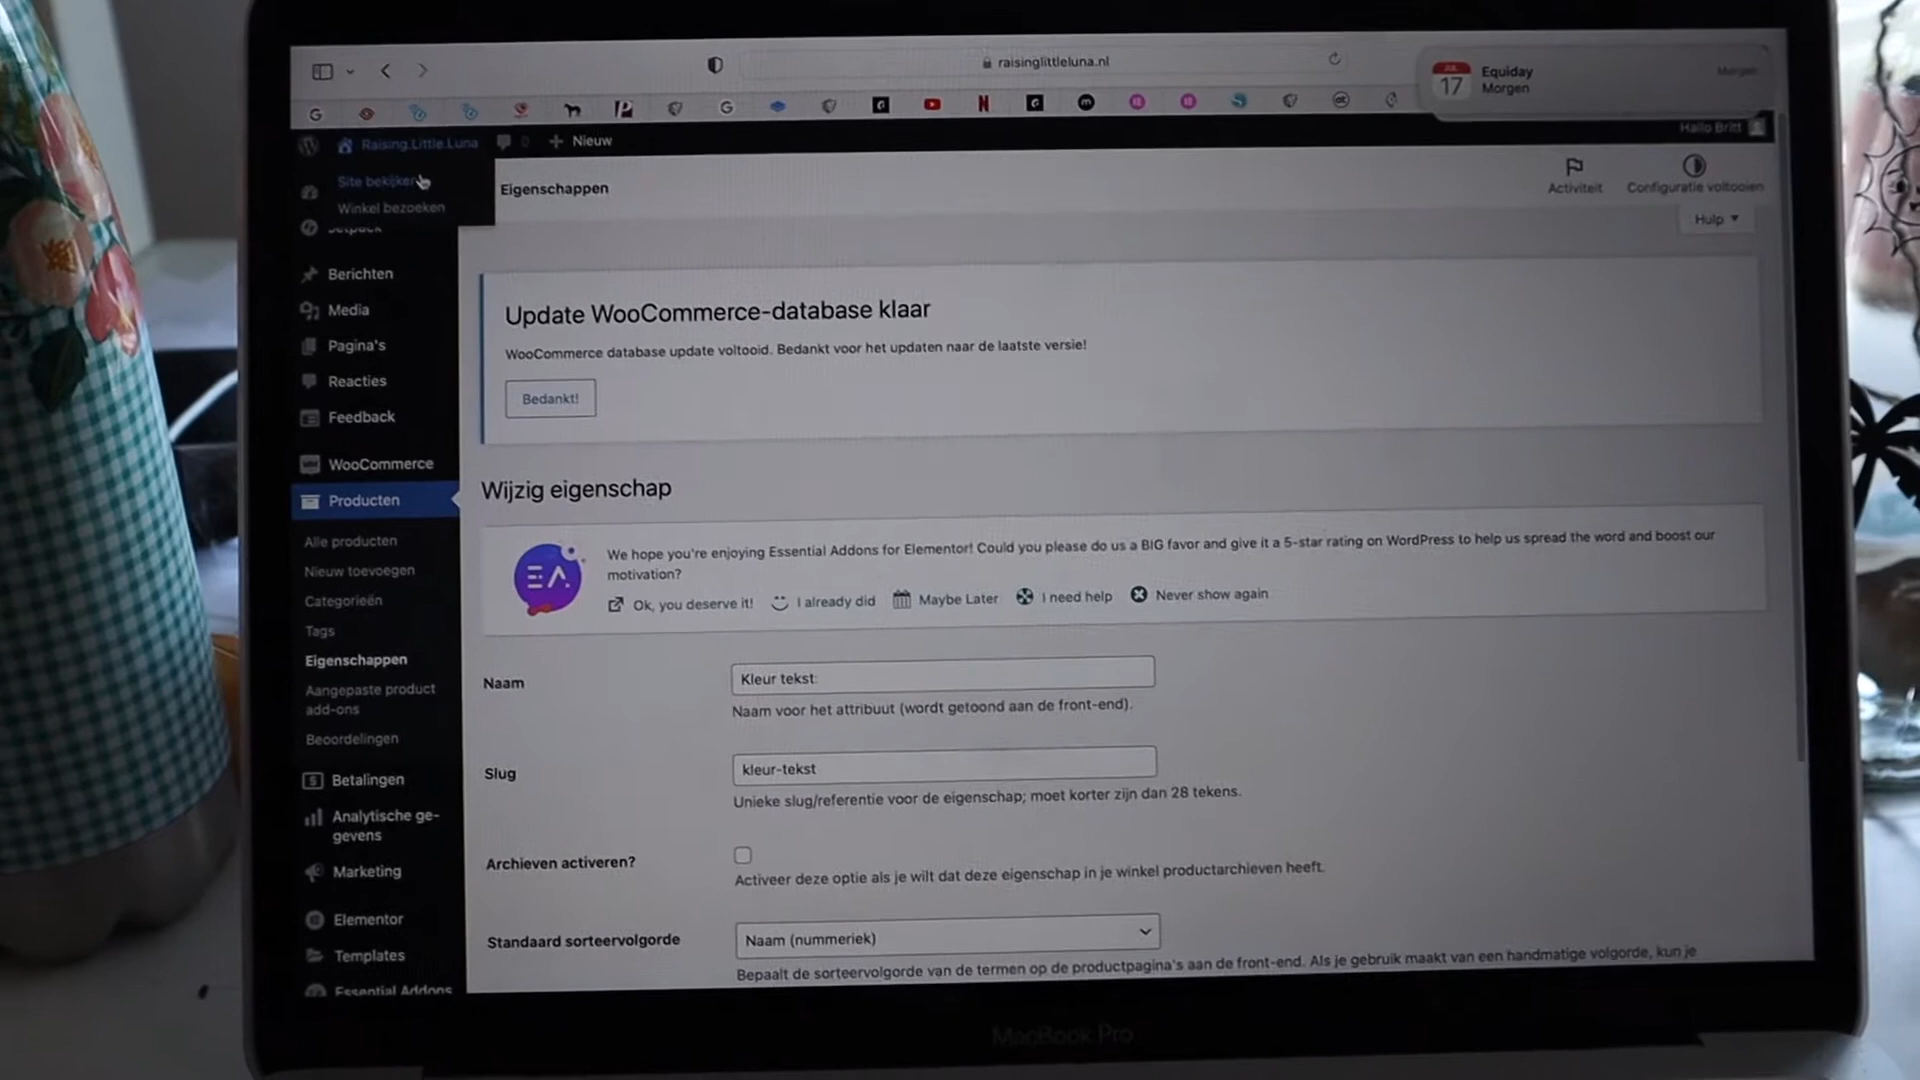 raisinglittleluna.nl
JUL
17
Equiday
Morgen
Morgen
Raising.Little.Luna
0
Nieuw
Hallo Britt
Site bekijken
Winkel bezoeken
Eigenschappen
Activiteit
Configuratie voltooien
Hulp
Jetpack
Berichten
Media
Pagina's
Reacties
Feedback
WooCommerce
Producten
Alle producten
Nieuw toevoegen
Categorieën
Tags
Eigenschappen
Aangepaste product
add-ons
Beoordelingen
Betalingen
Analytische ge-
gevens
Marketing
Elementor
Templates
Essential Addons
Update WooCommerce-database klaar
WooCommerce database update voltooid. Bedankt voor het updaten naar de laatste versie!
Bedankt!
Wijzig eigenschap
We hope you're enjoying Essential Addons for Elementor! Could you please do us a BIG favor and give it a 5-star rating on WordPress to help us spread the word and boost our
motivation?
Ok, you deserve it! I already did Maybe Later I need help Never show again
Naam
Kleur tekst:
Naam voor het attribuut (wordt getoond aan de front-end).
Slug
kleur-tekst
Unieke slug/referentie voor de eigenschap; moet korter zijn dan 28 tekens.
Archieven activeren?
Activeer deze optie als je wilt dat deze eigenschap in je winkel productarchieven heeft.
Standaard sorteervolgorde
Naam (nummeriek)
Bepaalt de sorteervolgorde van de termen op de productpagina's aan de front-end. Als je gebruik maakt van een handmatige volgorde, kun je
MacBook Pro